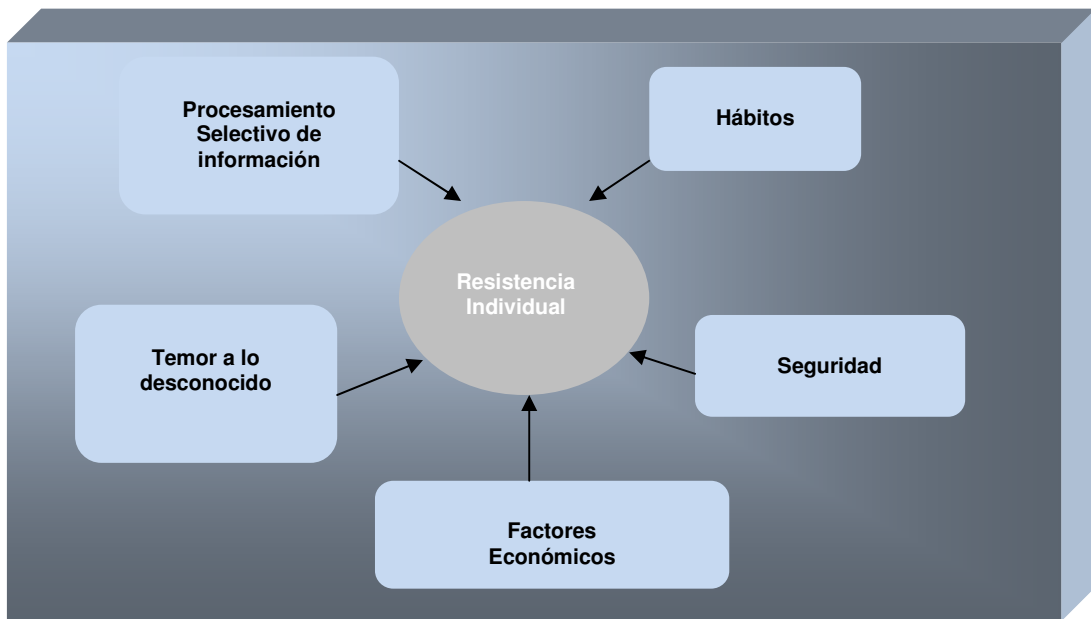 Procesamiento
Selectivo de
información
Hábitos
Resistencia
Individual
Temor a lo
desconocido
Seguridad
Factores
Económicos